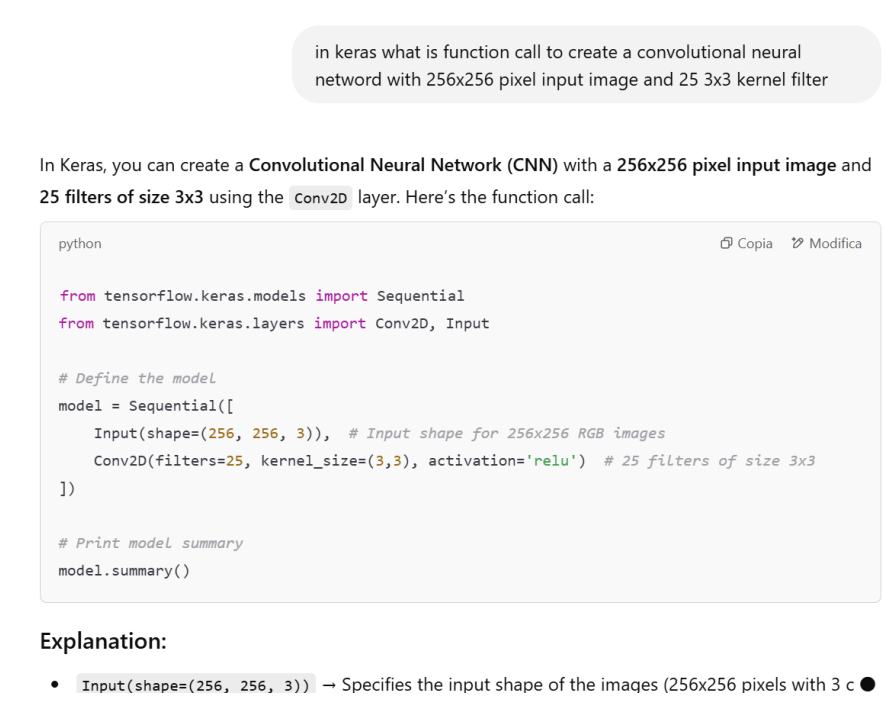 in keras what is function call to create a convolutional neural
netword with 256x256 pixel input image and 25 3x3 kernel filter
In Keras, you can create a Convolutional Neural Network (CNN) with a 256x256 pixel input image and
25 filters of size 3x3 using the Conv2D layer. Here's the function call:
python Copia Modifica
from tensorflow.keras.models import Sequential
from tensorflow.keras.layers import Conv2D, Input
# Define the model
model = Sequential([
    Input(shape=(256, 256, 3)),  # Input shape for 256x256 RGB images
    Conv2D(filters=25, kernel_size=(3,3), activation='relu')  # 25 filters of size 3x3
])
# Print model summary
model.summary()
Explanation:
• Input(shape=(256, 256, 3)) → Specifies the input shape of the images (256x256 pixels with 3 c